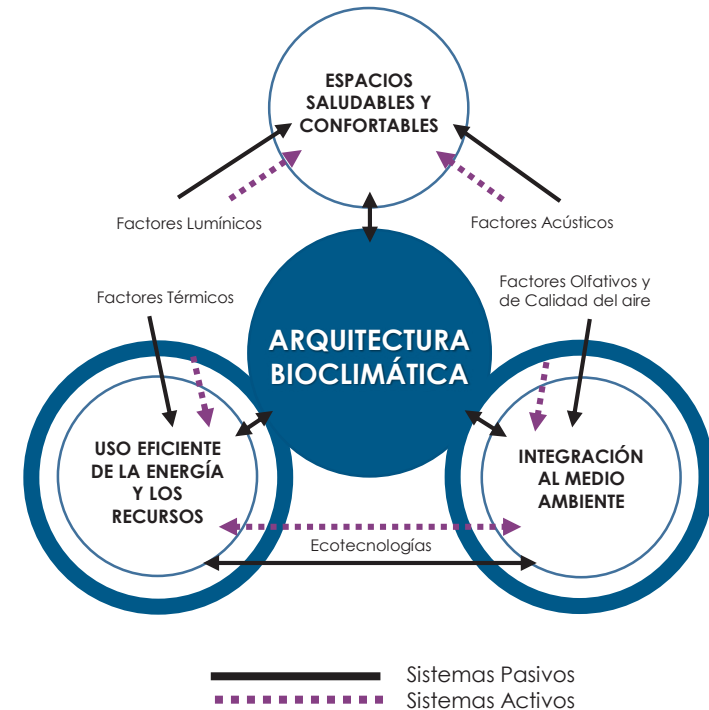 ESPACIOS
SALUDABLES Y
CONFORTABLES
Factores Lumínicos
Factores Acústicos
Factores Térmicos
Factores Olfativos y
de Calidad del aire
ARQUITECTURA
BIOCLIMÁTICA
USO EFICIENTE
DE LA ENERGÍA
Y LOS
RECURSOS
INTEGRACIÓN
AL MEDIO
AMBIENTE
Ecotecnologías
Sistemas Pasivos
Sistemas Activos